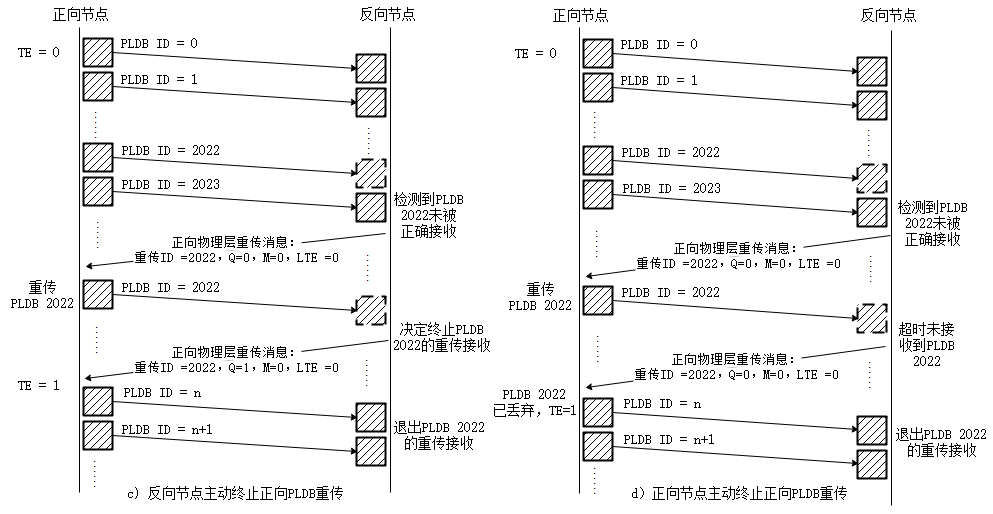 正向节点
反向节点
TE = 0
PLDB ID = 0
PLDB ID = 1
PLDB ID = 2022
PLDB ID = 2023
检测到PLDB
2022未被
正确接收
正向物理层重传消息：
重传ID =2022，Q=0，M=0，LTE =0
重传
PLDB 2022
PLDB ID = 2022
决定终止PLDB
2022的重传接收
正向物理层重传消息：
重传ID =2022，Q=1，M=0，LTE =0
TE = 1
PLDB ID = n
PLDB ID = n+1
退出PLDB 2022
的重传接收
c) 反向节点主动终止正向PLDB重传
正向节点
反向节点
TE = 0
PLDB ID = 0
PLDB ID = 1
PLDB ID = 2022
PLDB ID = 2023
检测到PLDB
2022未被
正确接收
正向物理层重传消息：
重传ID =2022，Q=0，M=0，LTE =0
重传
PLDB 2022
PLDB ID = 2022
超时未接
收到PLDB
2022
正向物理层重传消息：
重传ID =2022，Q=0，M=0，LTE =0
PLDB 2022
已丢弃，TE=1
PLDB ID = n
PLDB ID = n+1
退出PLDB 2022
的重传接收
d) 正向节点主动终止正向PLDB重传